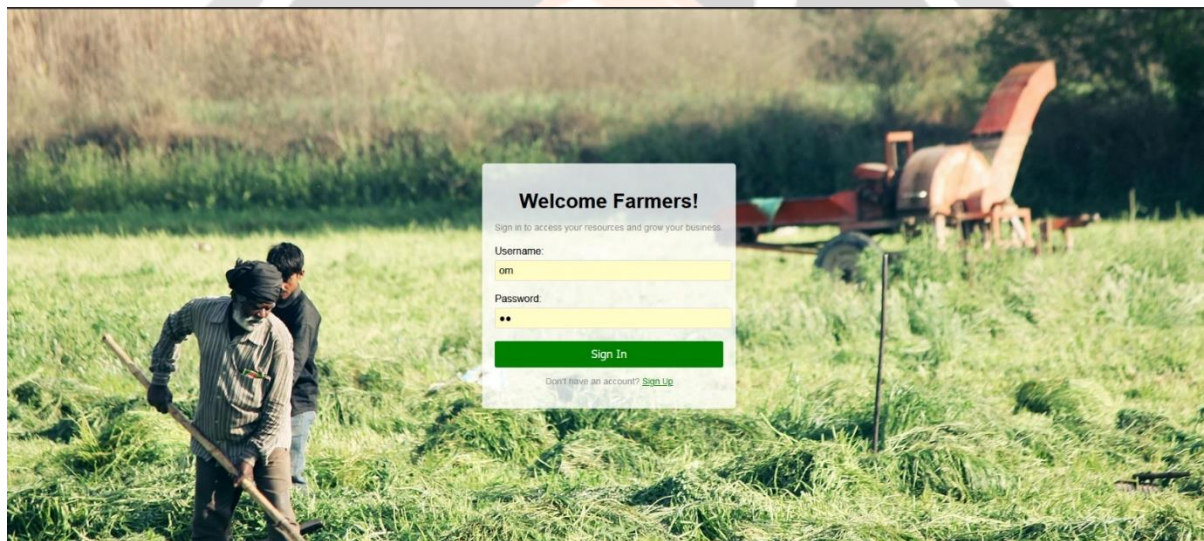 Welcome Farmers!
Sign in to access your resources and grow your business.
Username:
om
Password:
••
Sign In
Don't have an account? Sign Up